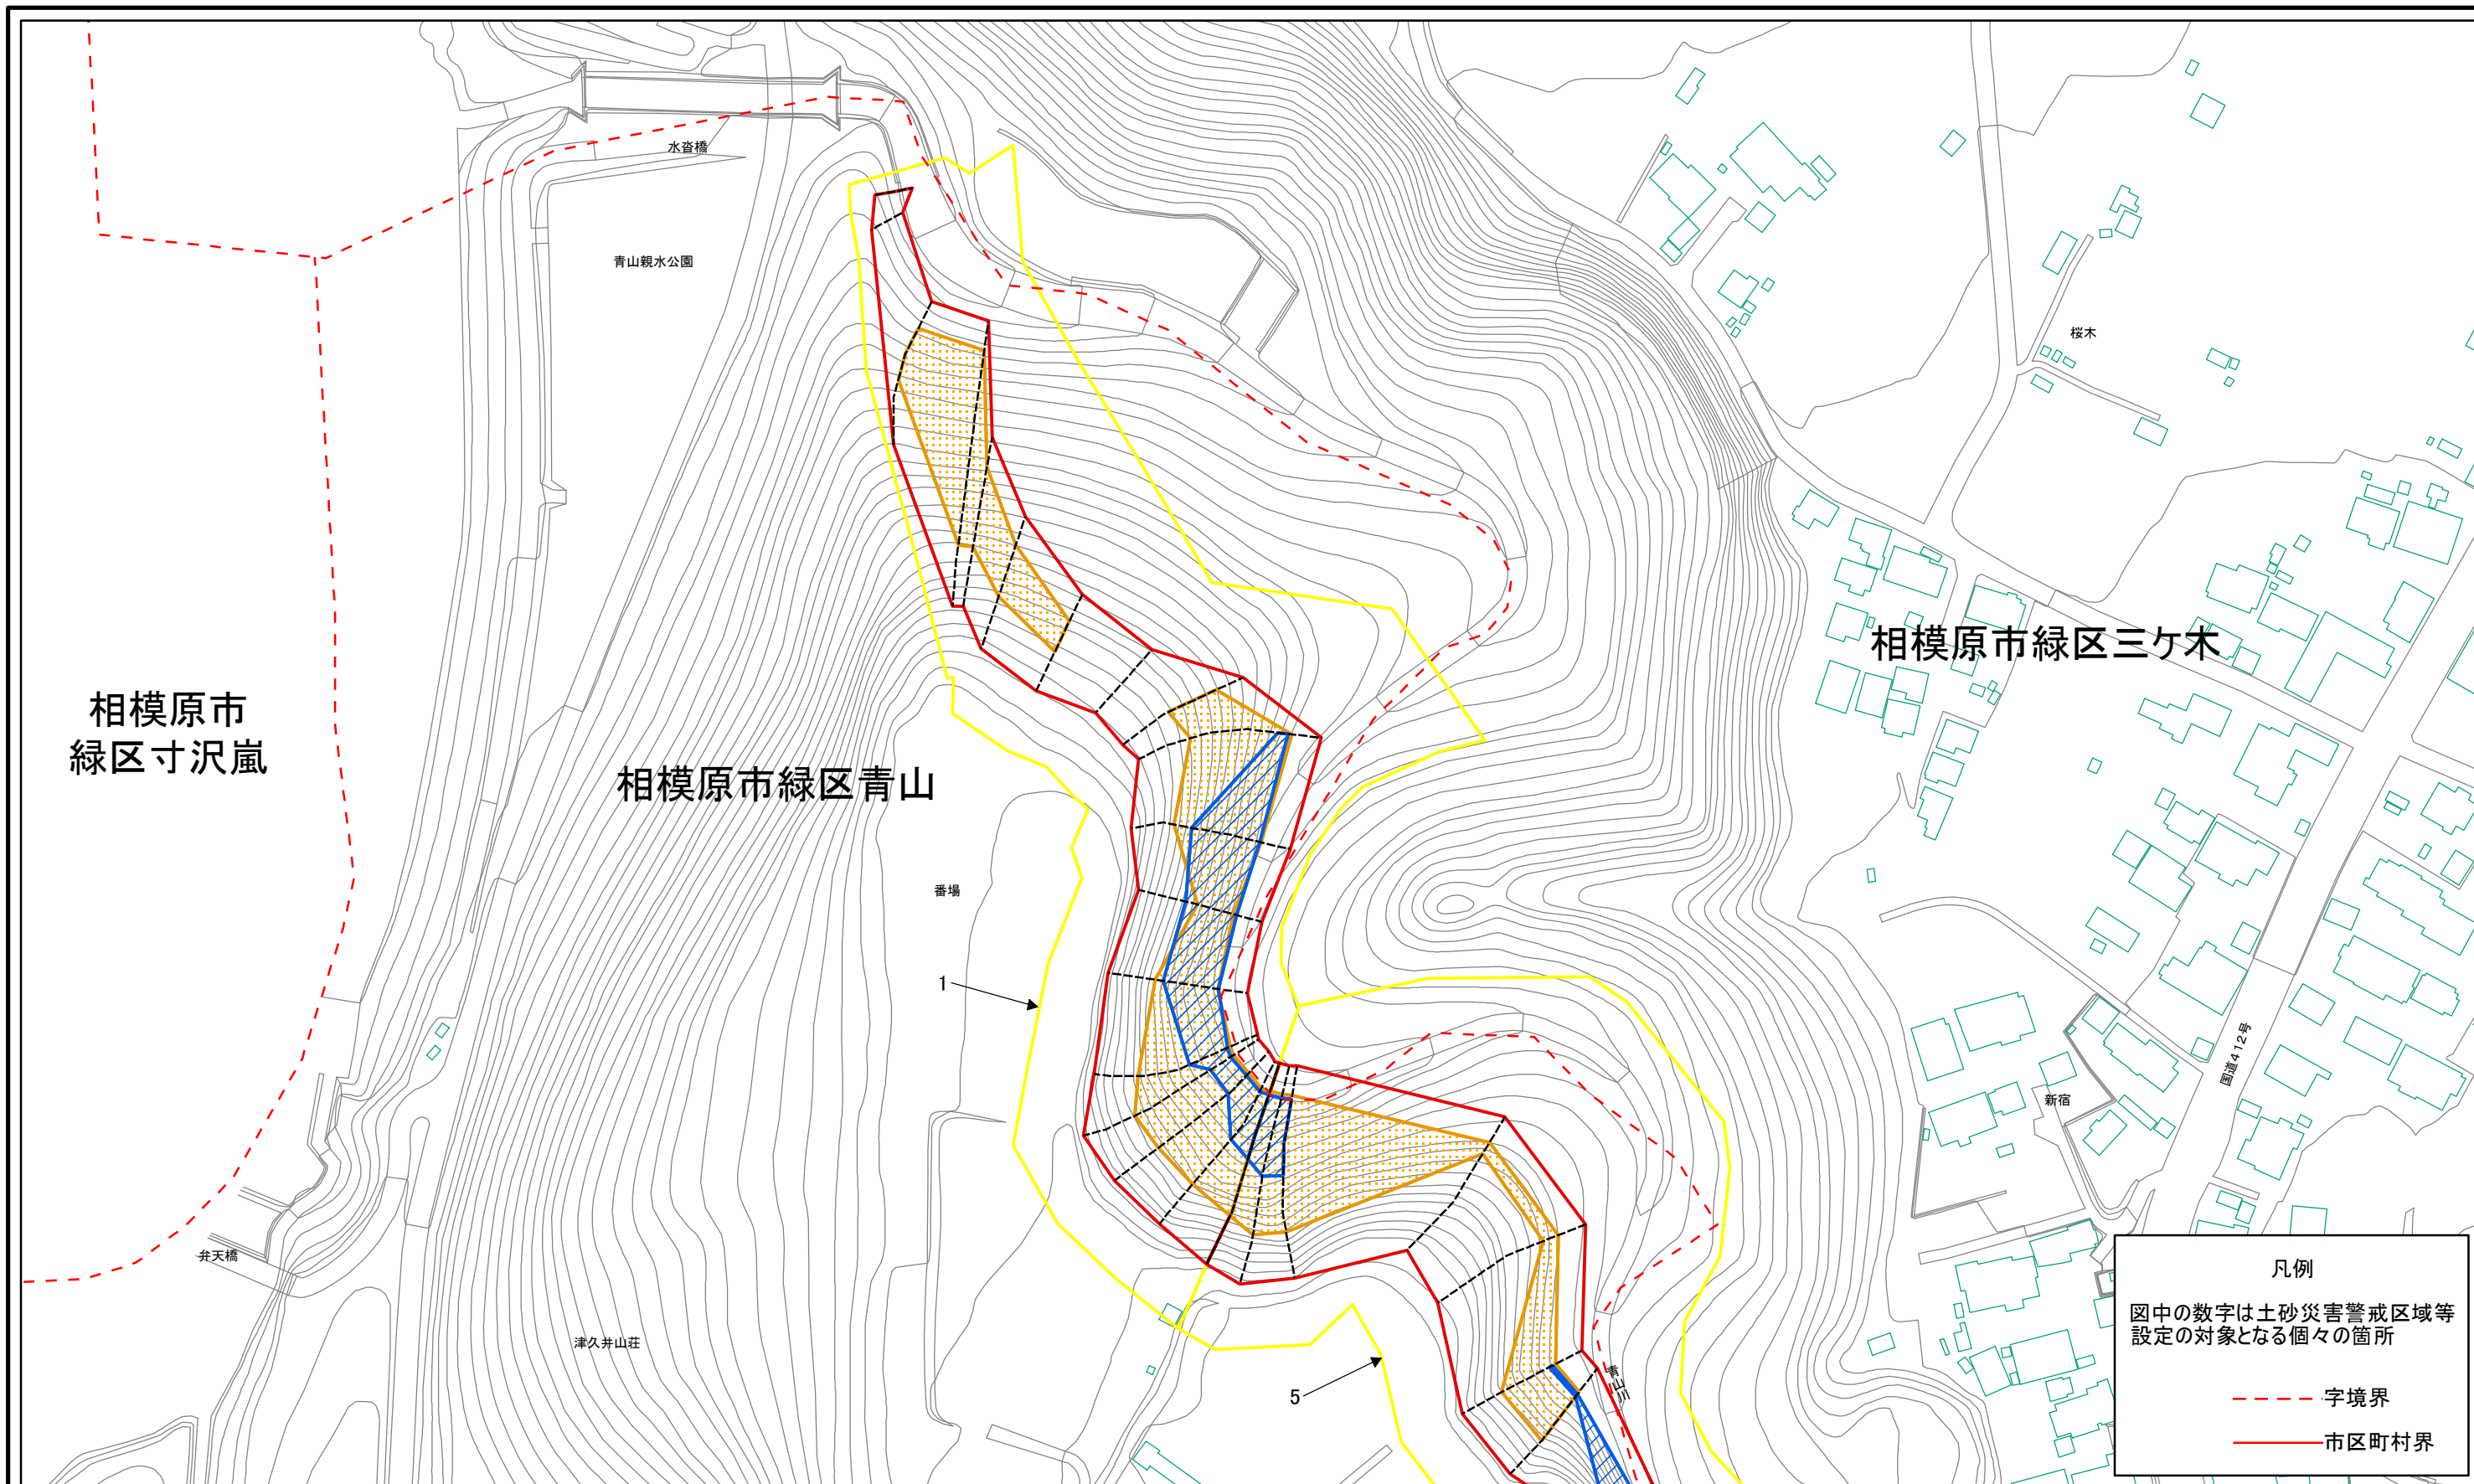 水沓橋
青山親水公園
桜木
相模原市緑区三ケ木
相模原市
緑区寸沢嵐
相模原市緑区青山
番場
1
国道412号
新宿
弁天橋
津久井山荘
5
青山川
凡例
図中の数字は土砂災害警戒区域等
設定の対象となる個々の箇所
字境界
市区町村界